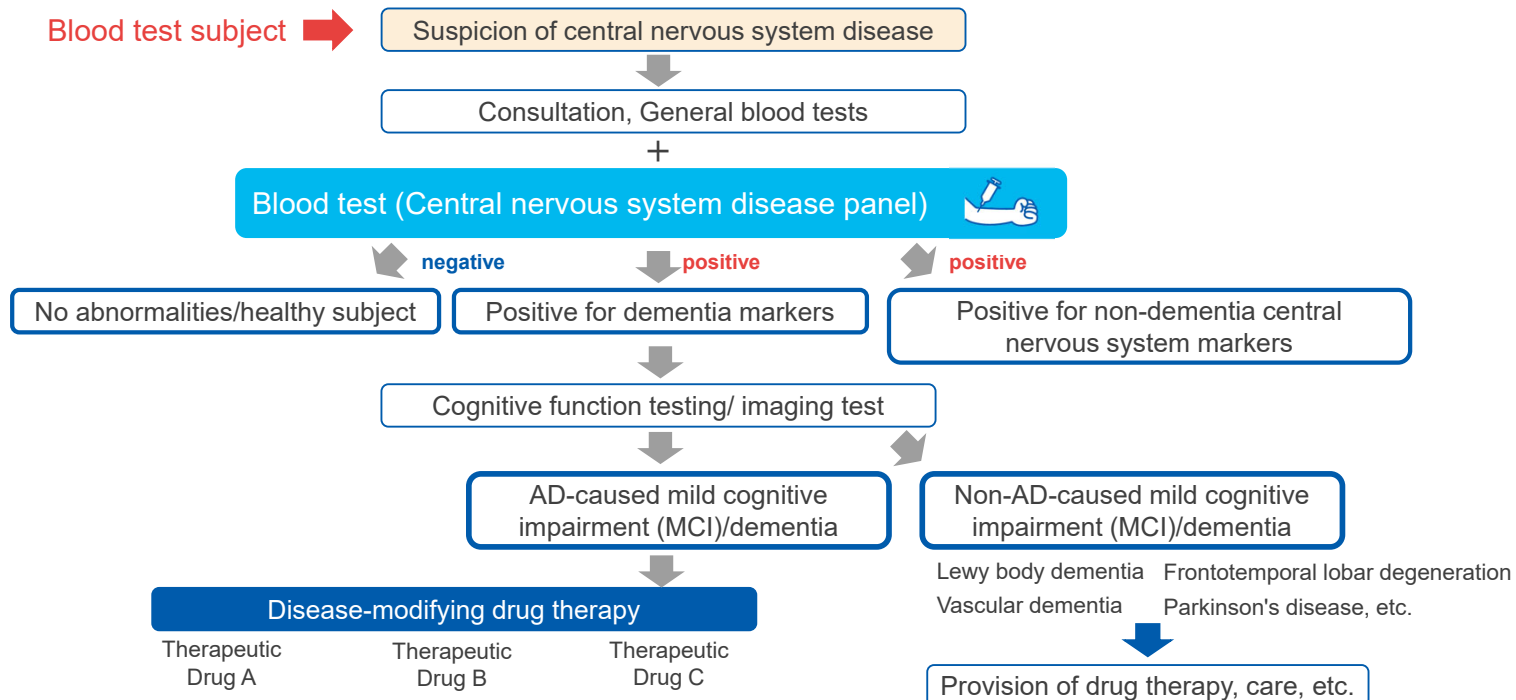 Blood test subject
Suspicion of central nervous system disease
Consultation, General blood tests
+
Blood test (Central nervous system disease panel)
negative
positive
positive
No abnormalities/healthy subject
Positive for dementia markers
Positive for non-dementia central
nervous system markers
Cognitive function testing/ imaging test
AD-caused mild cognitive
impairment (MCI)/dementia
Non-AD-caused mild cognitive
impairment (MCI)/dementia
Lewy body dementia
Frontotemporal lobar degeneration
Vascular dementia
Parkinson's disease, etc.
Disease-modifying drug therapy
Therapeutic
Drug A
Therapeutic
Drug B
Therapeutic
Drug C
Provision of drug therapy, care, etc.